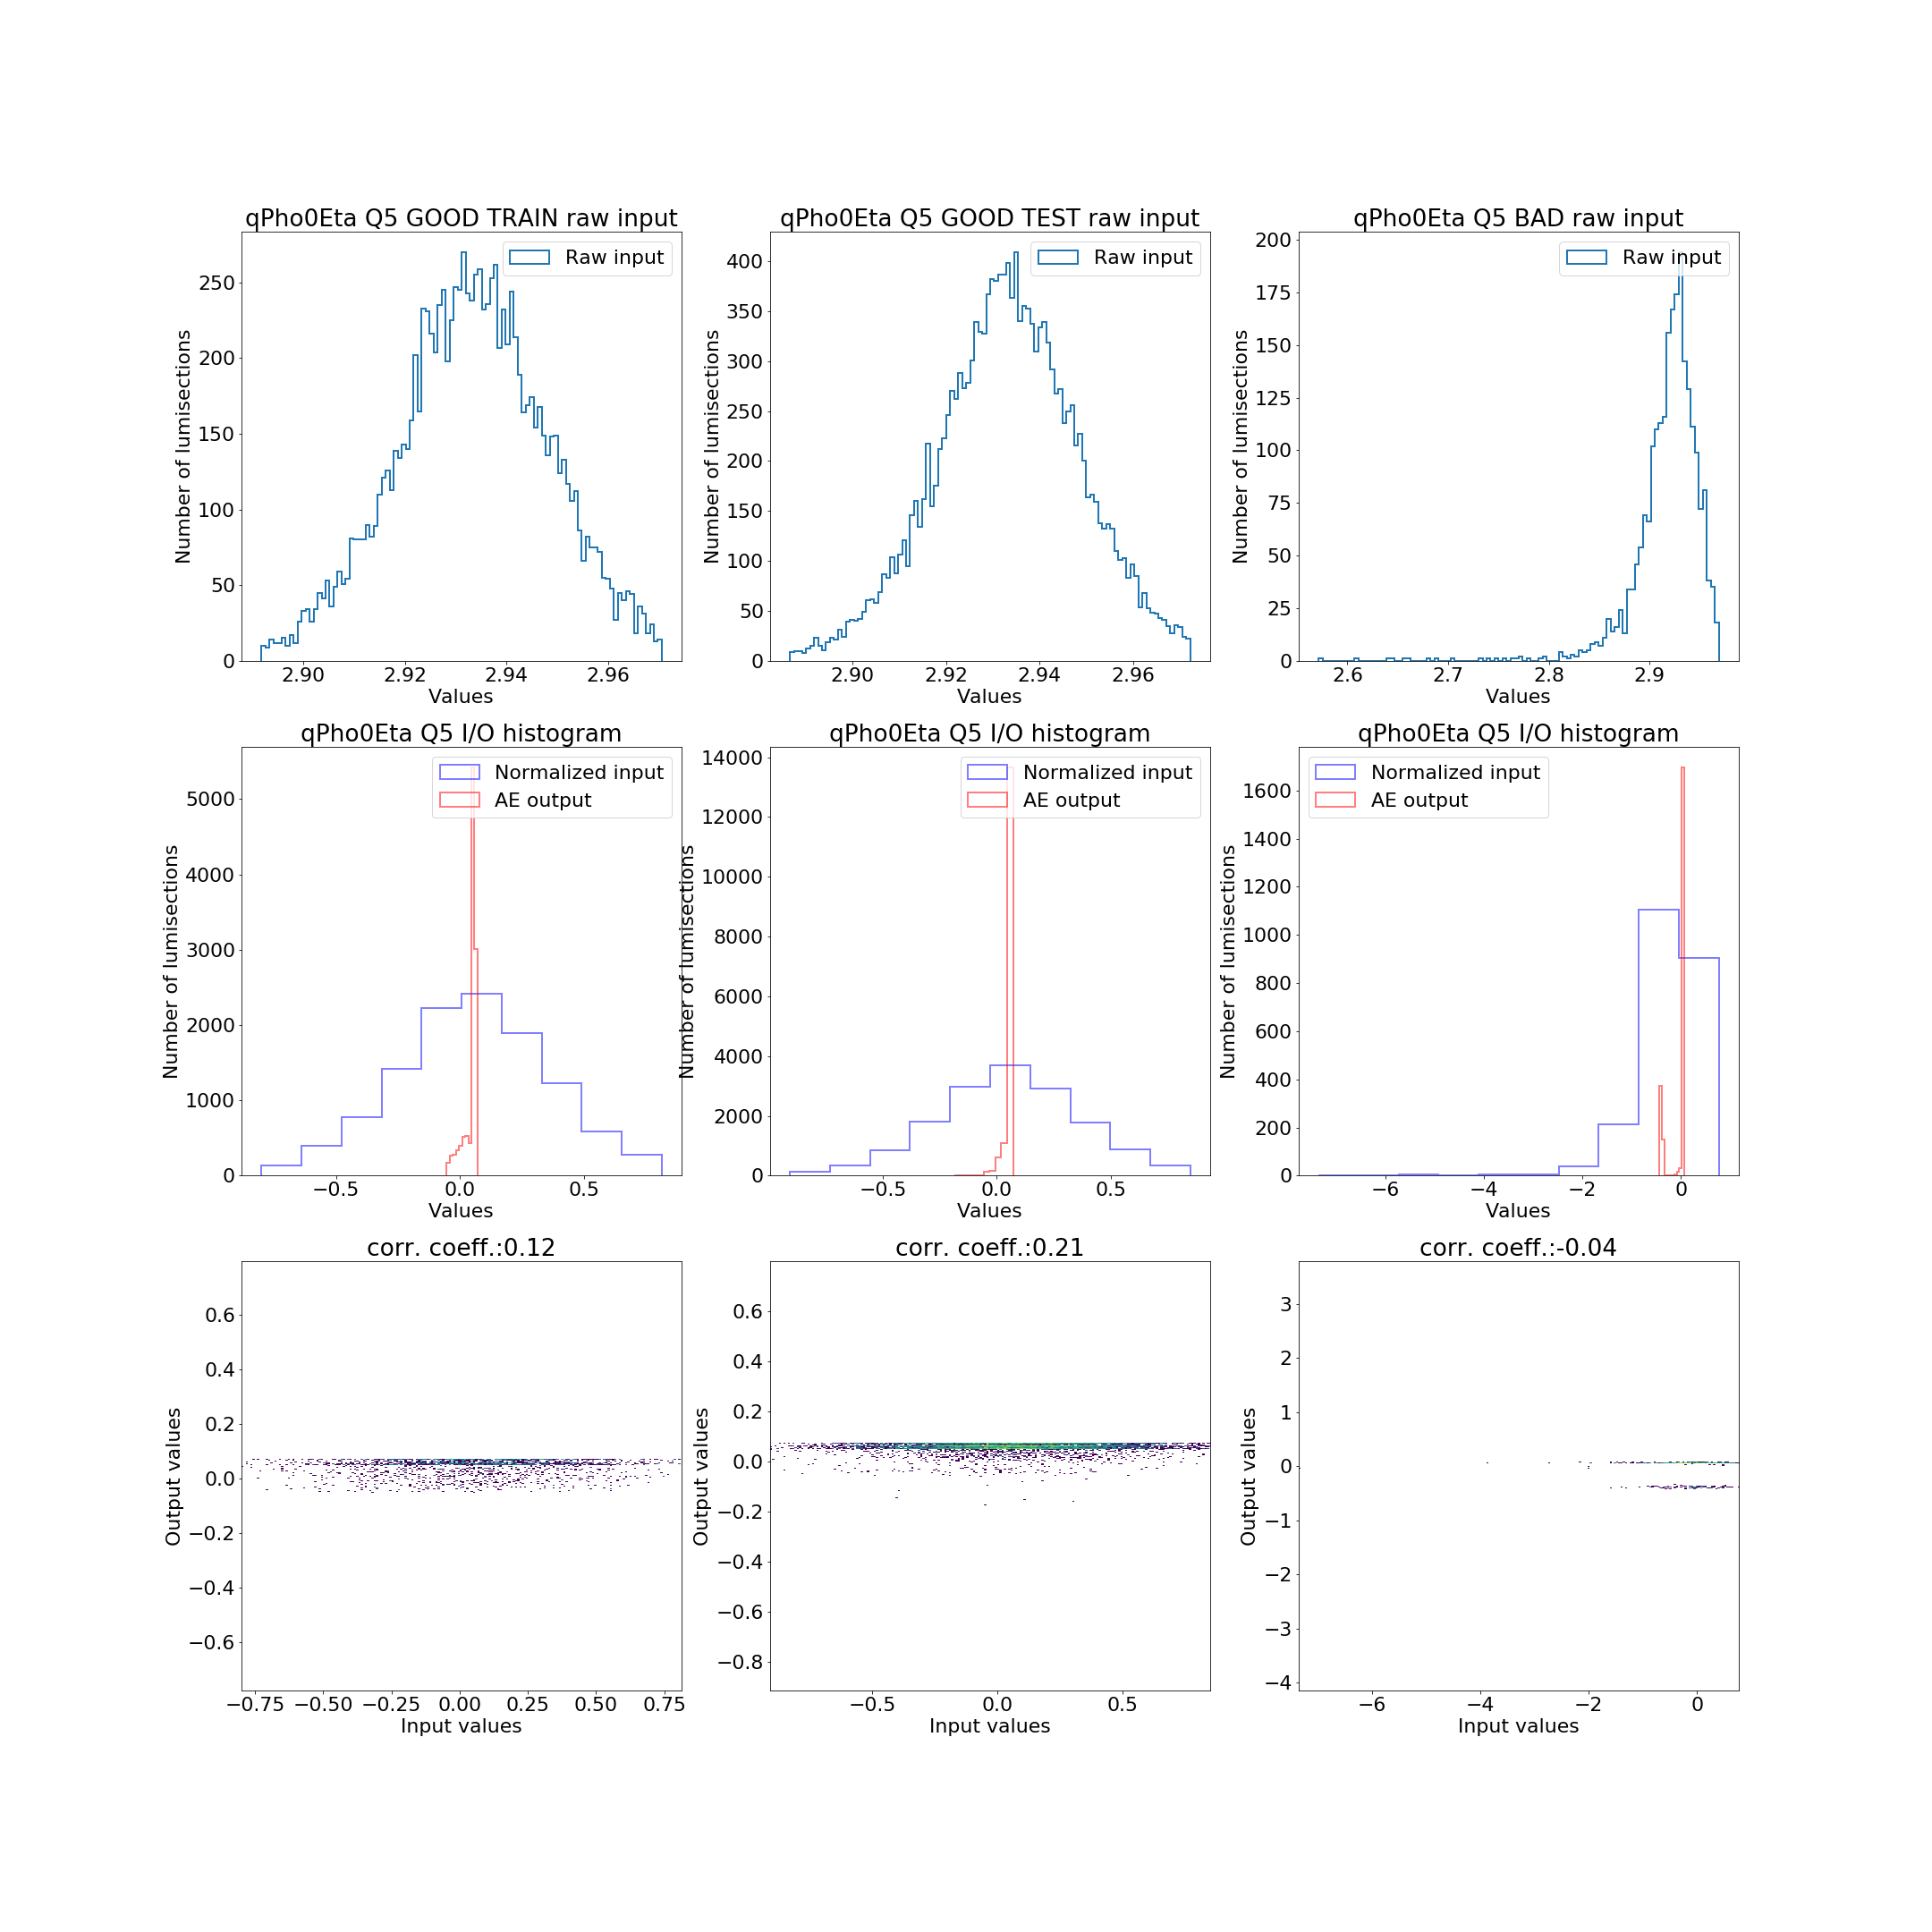 qPho0Eta Q5 GOOD TRAIN raw input
Raw input
250
200
150
100
50
0
Number of lumisections
2.90 2.92 2.94 2.96
Values
qPho0Eta Q5 GOOD TEST raw input
Raw input
400
350
300
250
200
150
100
50
0
Number of lumisections
2.90 2.92 2.94 2.96
Values
qPho0Eta Q5 BAD raw input
Raw input
200
175
150
125
100
75
50
25
0
Number of lumisections
2.6 2.7 2.8 2.9
Values
qPho0Eta Q5 I/O histogram
Normalized input
AE output
5000
4000
3000
2000
1000
0
Number of lumisections
−0.5 0.0 0.5
Values
qPho0Eta Q5 I/O histogram
Normalized input
AE output
14000
12000
10000
8000
6000
4000
2000
0
Number of lumisections
−0.5 0.0 0.5
Values
qPho0Eta Q5 I/O histogram
Normalized input
AE output
1600
1400
1200
1000
800
600
400
200
0
Number of lumisections
−6 −4 −2 0
Values
corr. coeff.:0.12
0.6
0.4
0.2
0.0
−0.2
−0.4
−0.6
Output values
−0.75 −0.50 −0.25 0.00 0.25 0.50 0.75
Input values
corr. coeff.:0.21
0.6
0.4
0.2
0.0
−0.2
−0.4
−0.6
−0.8
Output values
−0.5 0.0 0.5
Input values
corr. coeff.:-0.04
3
2
1
0
−1
−2
−3
−4
Output values
−6 −4 −2 0
Input values